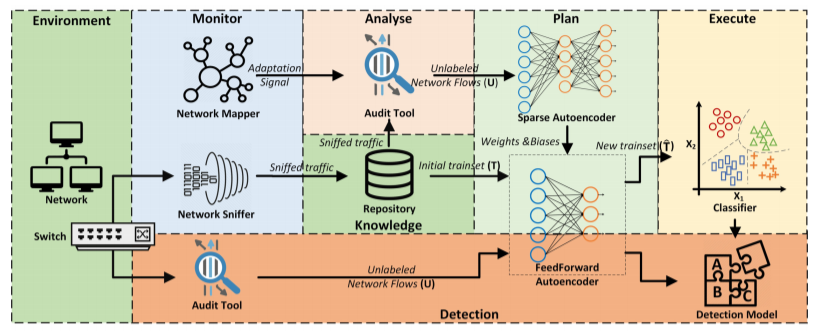 Environment
Monitor
Analyse
Plan
Execute
Network Mapper
Adaptation
Signal
Audit Tool
Unlabeled
Network Flows (U)
Sparse Autoencoder
Sniffed traffic
Weights &Biases
New trainset (T̂)
Network
Network Sniffer
Sniffed traffic
Repository
Knowledge
Initial trainset (T)
X2
X1
Classifier
Switch
Audit Tool
Unlabeled
Network Flows (U)
FeedForward
Autoencoder
A
B
C
Detection Model
Detection